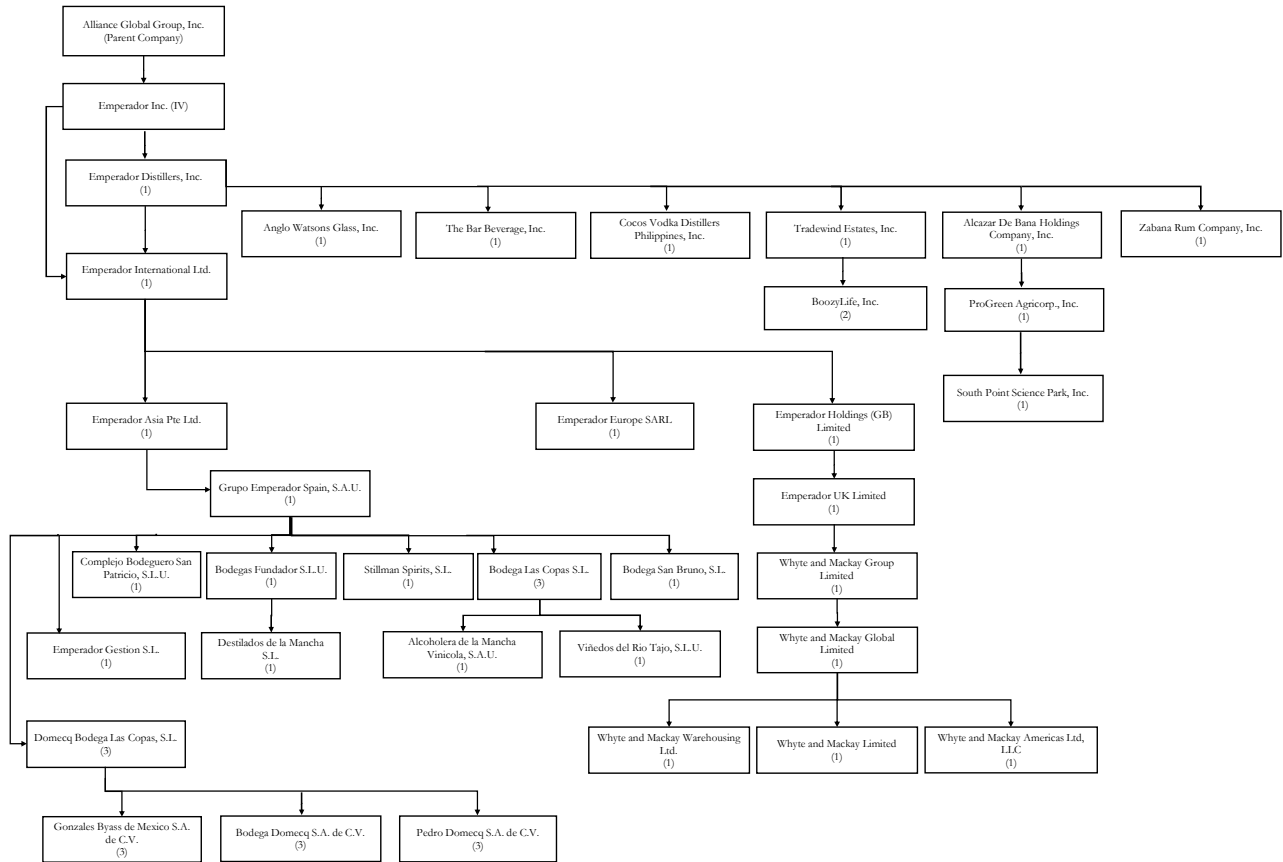 Alliance Global Group, Inc.
(Parent Company)
Emperador Inc. (IV)
Emperador Distillers, Inc.
(1)
Anglo Watsons Glass, Inc.
(1)
The Bar Beverage, Inc.
(1)
Cocos Vodka Distillers
Philippines, Inc.
(1)
Tradewind Estates, Inc.
(1)
Alcazar De Bana Holdings
Company, Inc.
(1)
Zabana Rum Company, Inc.
(1)
Emperador International Ltd.
(1)
BoozyLife, Inc.
(2)
ProGreen Agricorp., Inc.
(1)
South Point Science Park, Inc.
(1)
Emperador Asia Pte Ltd.
(1)
Emperador Europe SARL
(1)
Emperador Holdings (GB)
Limited
(1)
Grupo Emperador Spain, S.A.U.
(1)
Emperador UK Limited
(1)
Complejo Bodeguero San
Patricio, S.L.U.
(1)
Bodegas Fundador S.L.U.
(1)
Stillman Spirits, S.L.
(1)
Bodega Las Copas S.L.
(3)
Bodega San Bruno, S.L.
(1)
Whyte and Mackay Group
Limited
(1)
Emperador Gestion S.L.
(1)
Destilados de la Mancha
S.L.
(1)
Alcoholera de la Mancha
Vinicola, S.A.U.
(1)
Viñedos del Rio Tajo, S.L.U.
(1)
Whyte and Mackay Global
Limited
(1)
Domecq Bodega Las Copas, S.L.
(3)
Whyte and Mackay Warehousing
Ltd.
(1)
Whyte and Mackay Limited
(1)
Whyte and Mackay Americas Ltd,
LLC
(1)
Gonzales Byass de Mexico S.A.
de C.V.
(3)
Bodega Domecq S.A. de C.V.
(3)
Pedro Domecq S.A. de C.V.
(3)